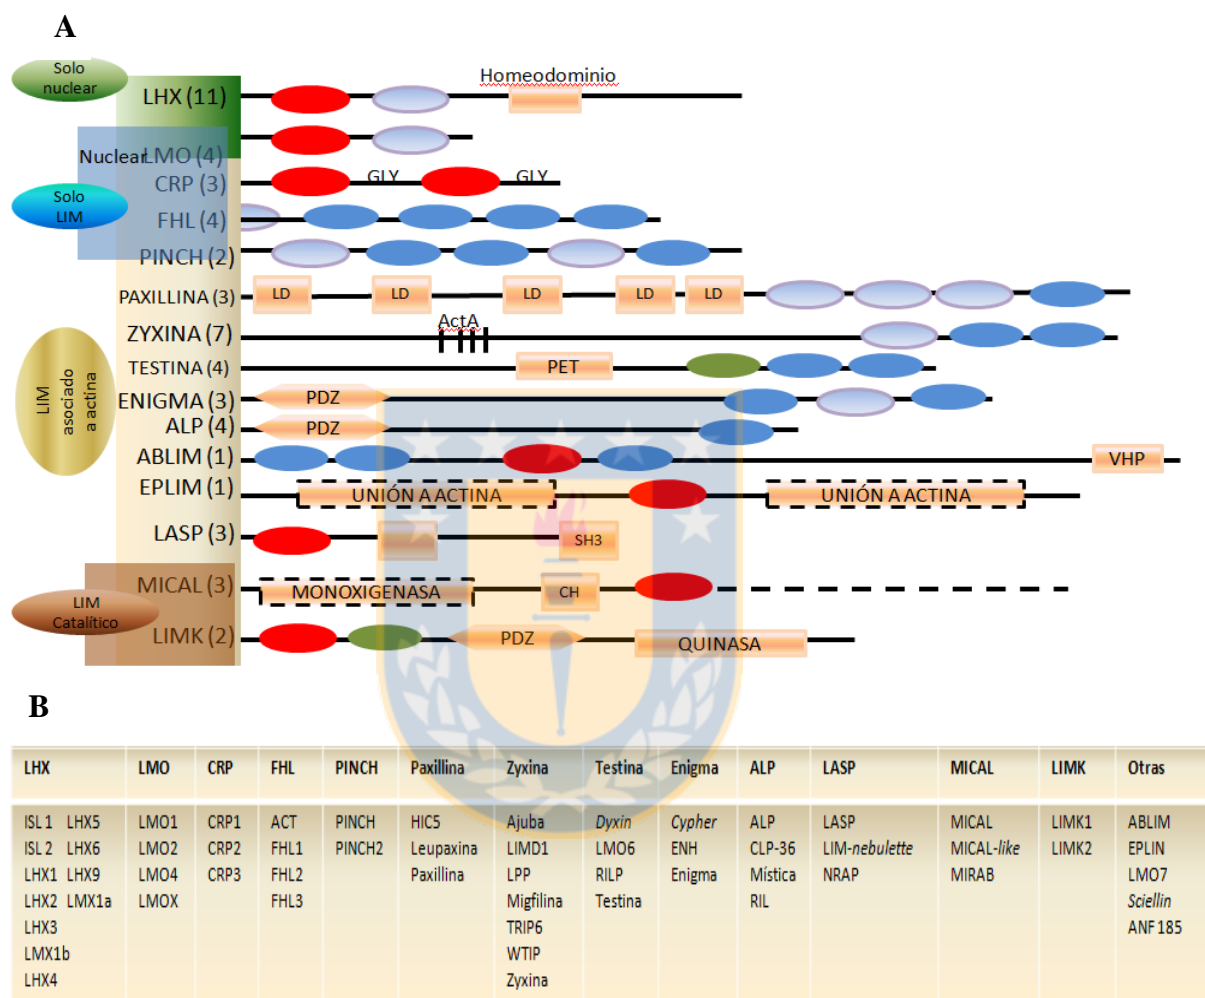 A
Solo
nuclear
Homeodominio
LHX (11)
Nuclear
LMO (4)
GLY GLY
CRP (3)
Solo
LIM
FHL (4)
PINCH (2)
LD LD LD LD LD
PAXILLINA (3)
ActA
ZYXINA (7)
PET
TESTINA (4)
LIM
asociado
a actina
PDZ
ENIGMA (3)
PDZ
ALP (4)
ABLIM (1)
VHP
EPLIM (1)
UNIÓN A ACTINA UNIÓN A ACTINA
LASP (3)
SH3
MICAL (3)
MONOXIGENASA CH
LIM
Catalítico
LIMK (2)
PDZ QUINASA
B
LHX LMO CRP FHL PINCH Paxillina Zyxina Testina Enigma ALP LASP MICAL LIMK Otras
ISL 1 LHX5 LMO1 CRP1 ACT PINCH HIC5 Ajuba Dyxin Cypher ALP LASP MICAL LIMK1 ABLIM
ISL 2 LHX6 LMO2 CRP2 FHL1 PINCH2 Leupaxina LIMD1 LMO6 ENH CLP-36 LIM-nebulette MICAL-like LIMK2 EPLIN
LHX1 LHX9 LMO4 CRP3 FHL2 Paxillina LPP RILP Enigma Mística NRAP MIRAB LMO7
LHX2 LMX1a LMOX FHL3 Migfilina Testina RIL Sciellin
LHX3 TRIP6 ANF 185
LMX1b WTIP
LHX4 Zyxina